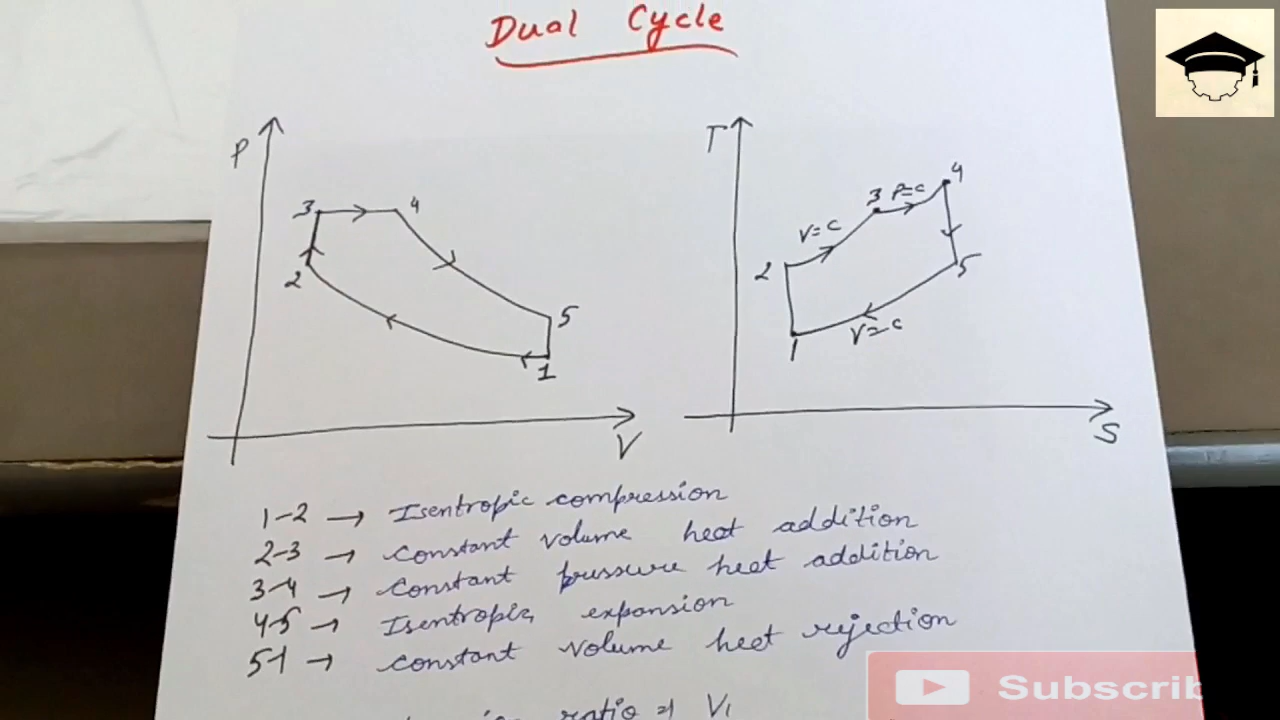 Dual Cycle
P
3
4
2
5
1
V
T
4
3 P=C
V=C
2
5
V=C
1
S
1-2 → Isentropic compression
2-3 → Constant volume heat addition
3-4 → Constant pressure heat addition
4-5 → Isentropic expansion
5-1 → Constant volume heat rejection
ratio = V1
Subscrib